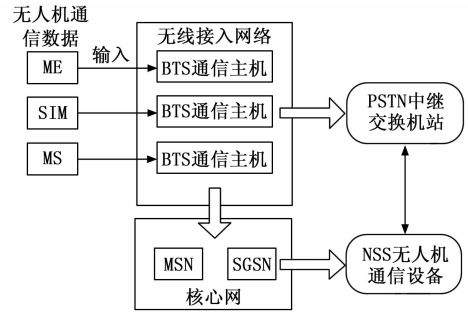 无人机通
信数据
输入
无线接入网络
ME
BTS通信主机
SIM
BTS通信主机
MS
BTS通信主机
PSTN中继
交换机站
MSN
SGSN
核心网
NSS无人机
通信设备